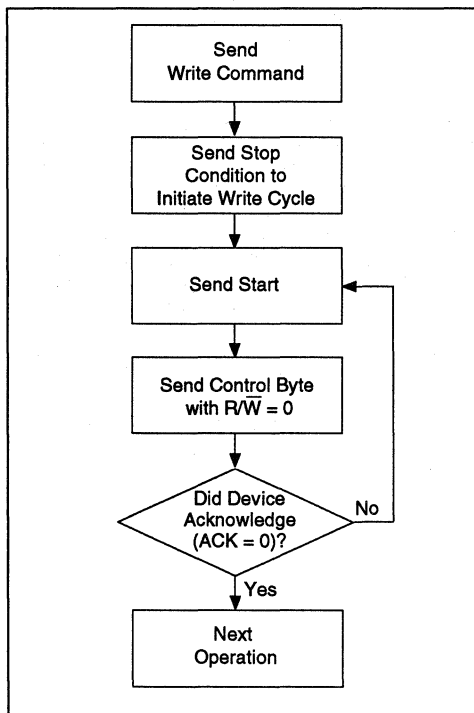 Send
Write Command
Send Stop
Condition to
Initiate Write Cycle
Send Start
Send Control Byte
with R/W̅ = 0
Did Device
Acknowledge
(ACK = 0)?
No
Yes
Next
Operation